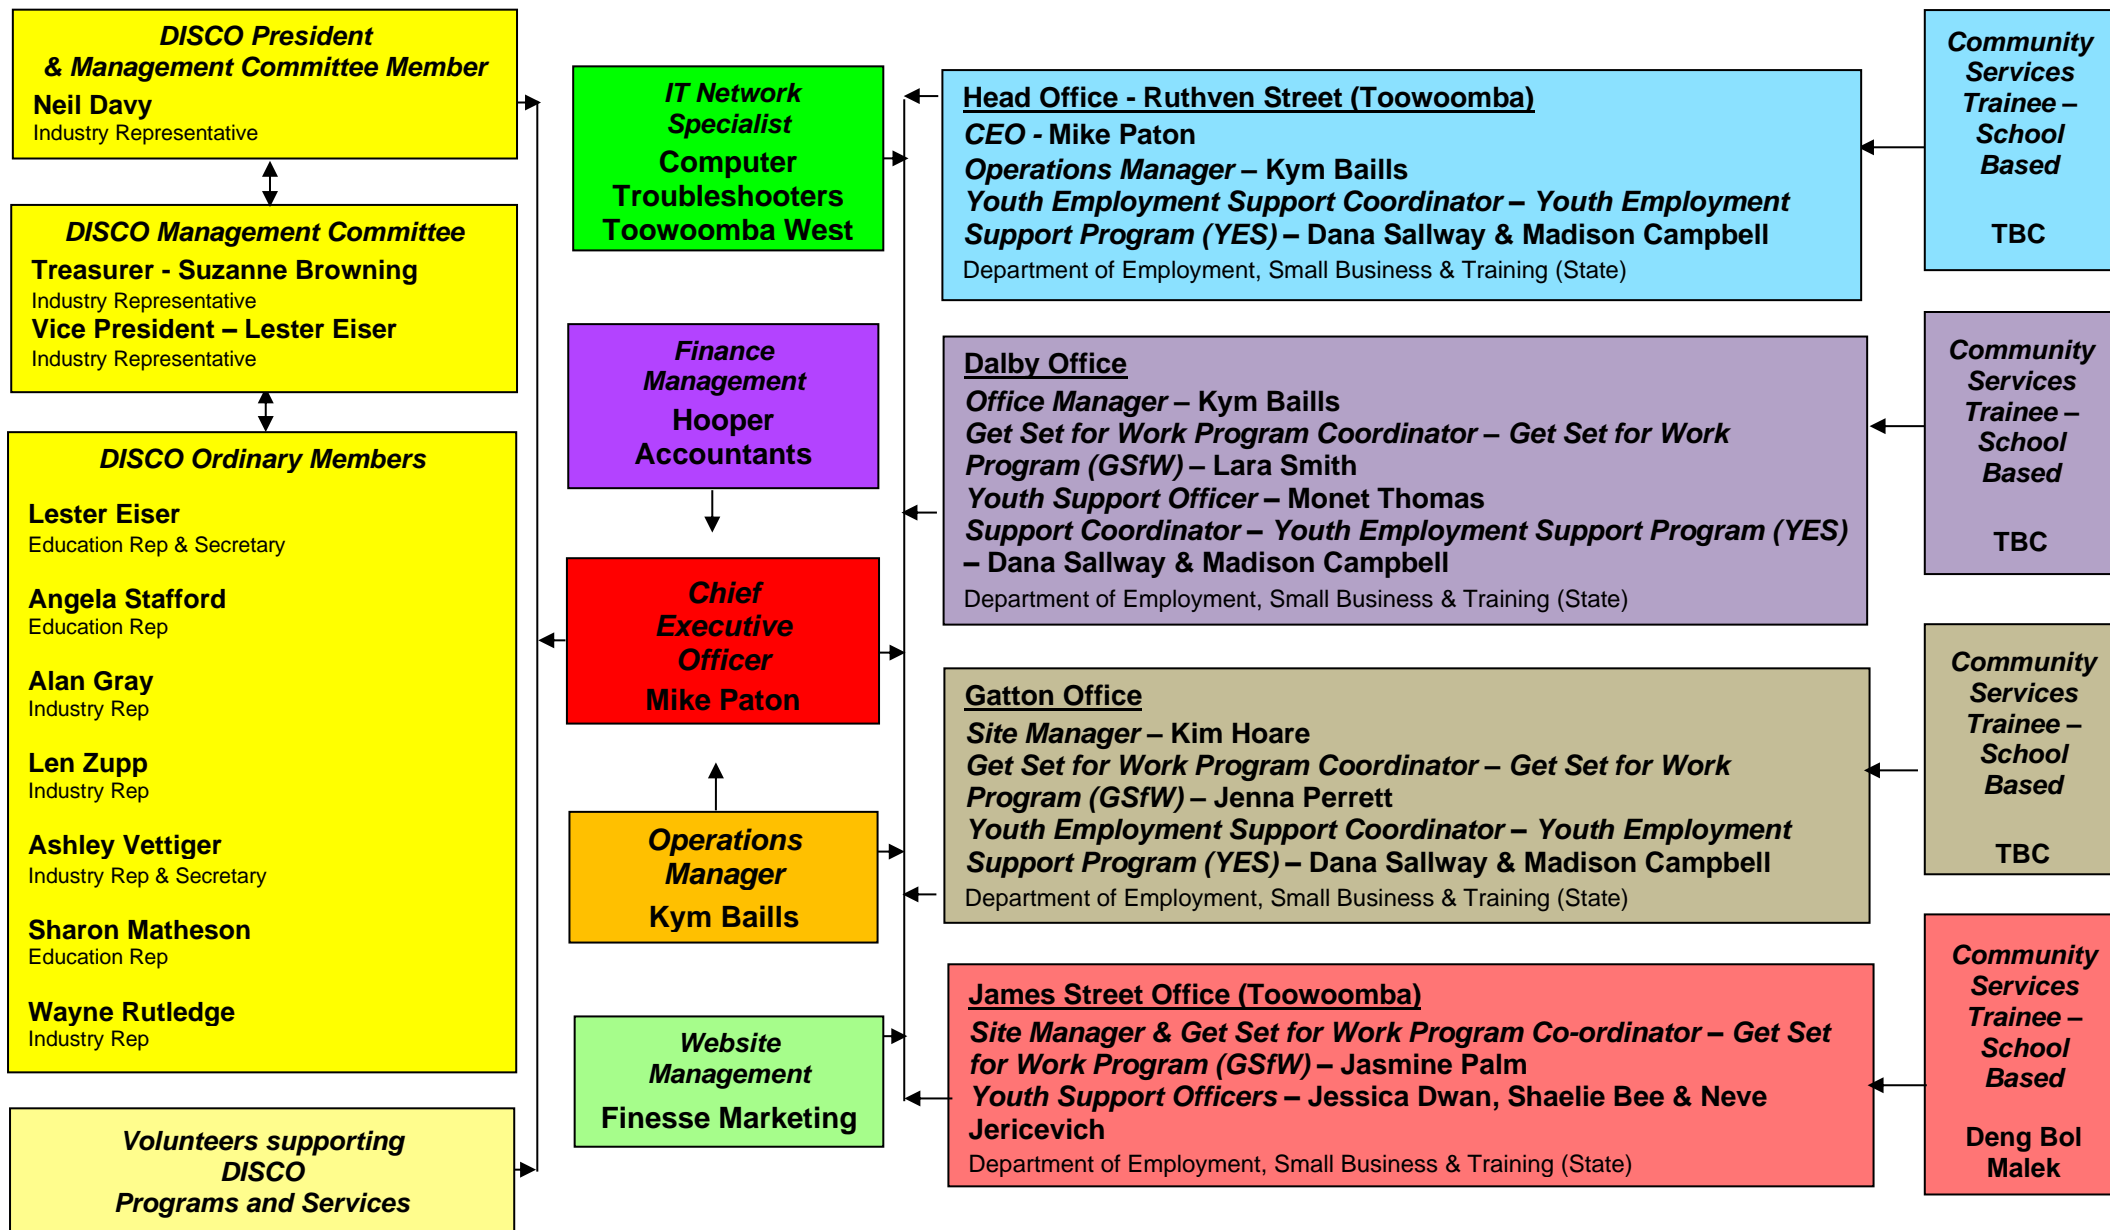 DISCO President
& Management Committee Member
Neil Davy
Industry Representative
DISCO Management Committee
Treasurer - Suzanne Browning
Industry Representative
Vice President – Lester Eiser
Industry Representative
DISCO Ordinary Members
Lester Eiser
Education Rep & Secretary
Angela Stafford
Education Rep
Alan Gray
Industry Rep
Len Zupp
Industry Rep
Ashley Vettiger
Industry Rep & Secretary
Sharon Matheson
Education Rep
Wayne Rutledge
Industry Rep
Volunteers supporting
DISCO
Programs and Services
IT Network
Specialist
Computer
Troubleshooters
Toowoomba West
Finance
Management
Hooper
Accountants
Chief
Executive
Officer
Mike Paton
Operations
Manager
Kym Baills
Website
Management
Finesse Marketing
Head Office - Ruthven Street (Toowoomba)
CEO - Mike Paton
Operations Manager – Kym Baills
Youth Employment Support Coordinator – Youth Employment
Support Program (YES) – Dana Sallway & Madison Campbell
Department of Employment, Small Business & Training (State)
Dalby Office
Office Manager – Kym Baills
Get Set for Work Program Coordinator – Get Set for Work
Program (GSfW) – Lara Smith
Youth Support Officer – Monet Thomas
Support Coordinator – Youth Employment Support Program (YES)
– Dana Sallway & Madison Campbell
Department of Employment, Small Business & Training (State)
Gatton Office
Site Manager – Kim Hoare
Get Set for Work Program Coordinator – Get Set for Work
Program (GSfW) – Jenna Perrett
Youth Employment Support Coordinator – Youth Employment
Support Program (YES) – Dana Sallway & Madison Campbell
Department of Employment, Small Business & Training (State)
James Street Office (Toowoomba)
Site Manager & Get Set for Work Program Co-ordinator – Get Set
for Work Program (GSfW) – Jasmine Palm
Youth Support Officers – Jessica Dwan, Shaelie Bee & Neve
Jericevich
Department of Employment, Small Business & Training (State)
Community
Services
Trainee –
School
Based
TBC
Community
Services
Trainee –
School
Based
TBC
Community
Services
Trainee –
School
Based
TBC
Community
Services
Trainee –
School
Based
Deng Bol
Malek